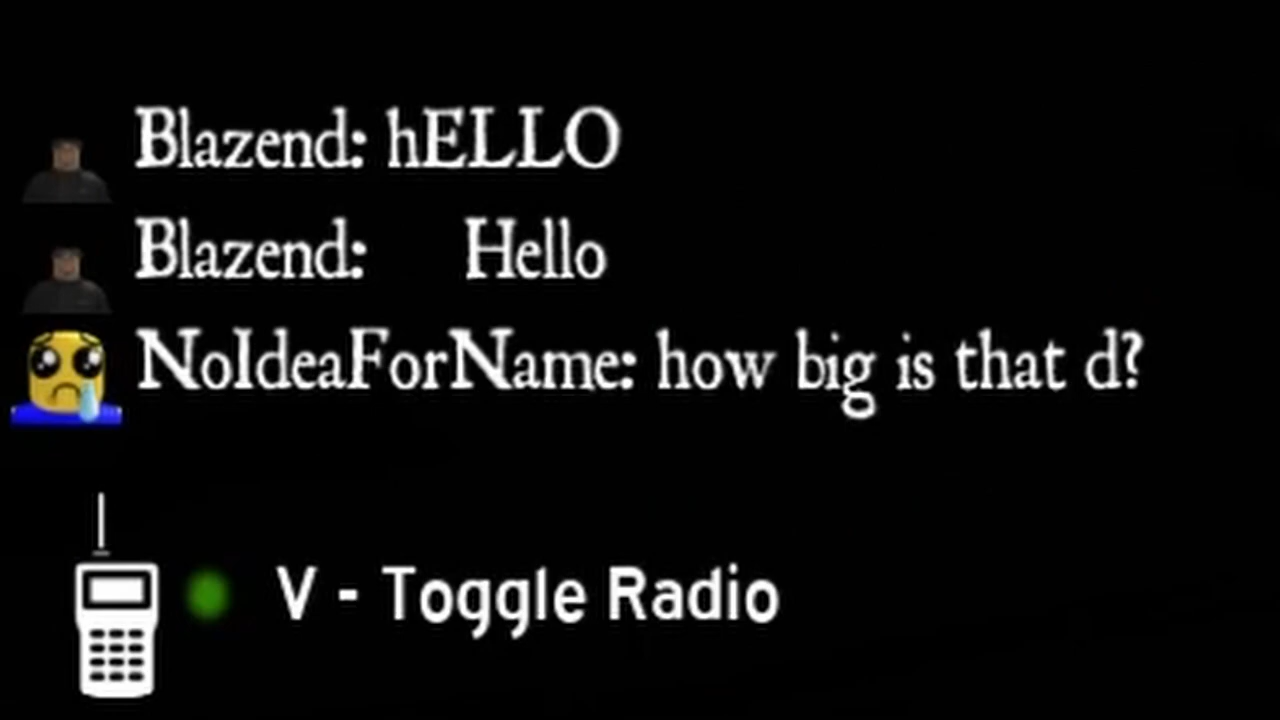 Blazend: hELLO
Blazend: Hello
NoIdeaForName: how big is that d?
V - Toggle Radio